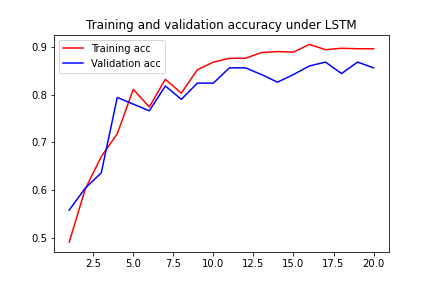 Training and validation accuracy under LSTM
Training acc
Validation acc
0.9
0.8
0.7
0.6
0.5
2.5 5.0 7.5 10.0 12.5 15.0 17.5 20.0